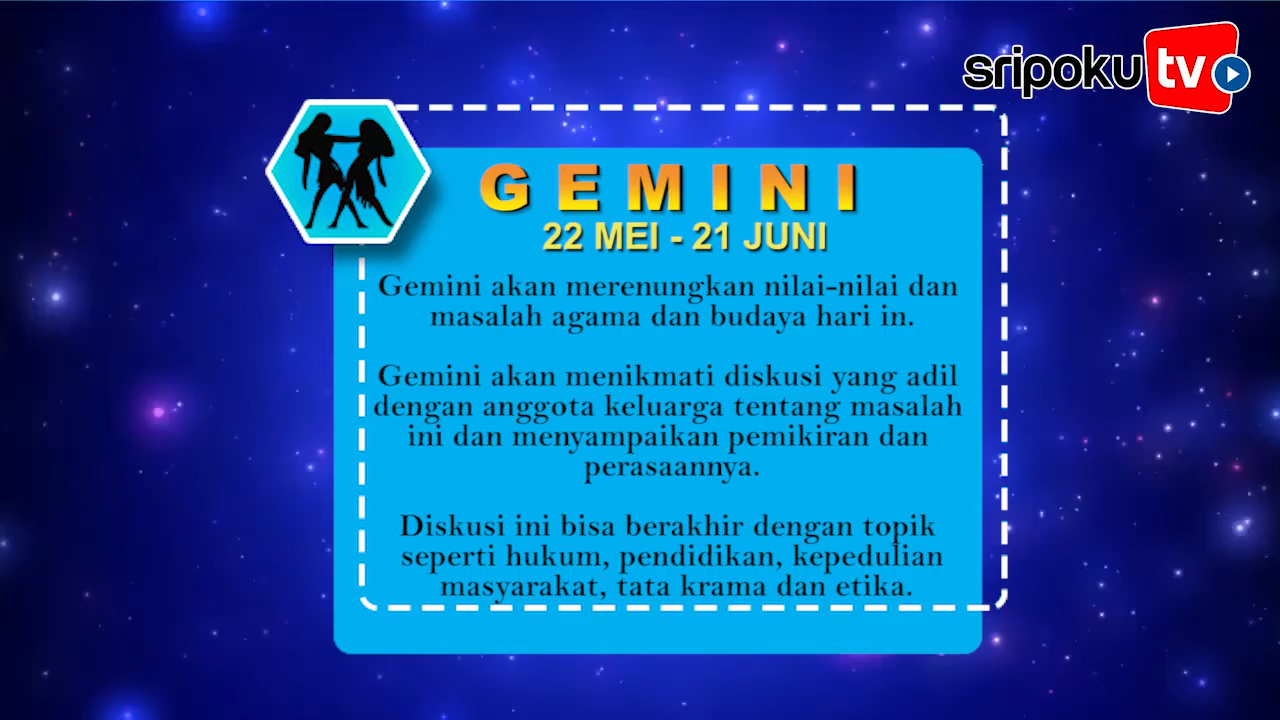 sripoku tv
GEMINI
22 MEI - 21 JUNI
Gemini akan merenungkan nilai-nilai dan
masalah agama dan budaya hari in.
Gemini akan menikmati diskusi yang adil
dengan anggota keluarga tentang masalah
ini dan menyampaikan pemikiran dan
perasaannya.
Diskusi ini bisa berakhir dengan topik
seperti hukum, pendidikan, kepedulian
masyarakat, tata krama dan etika.